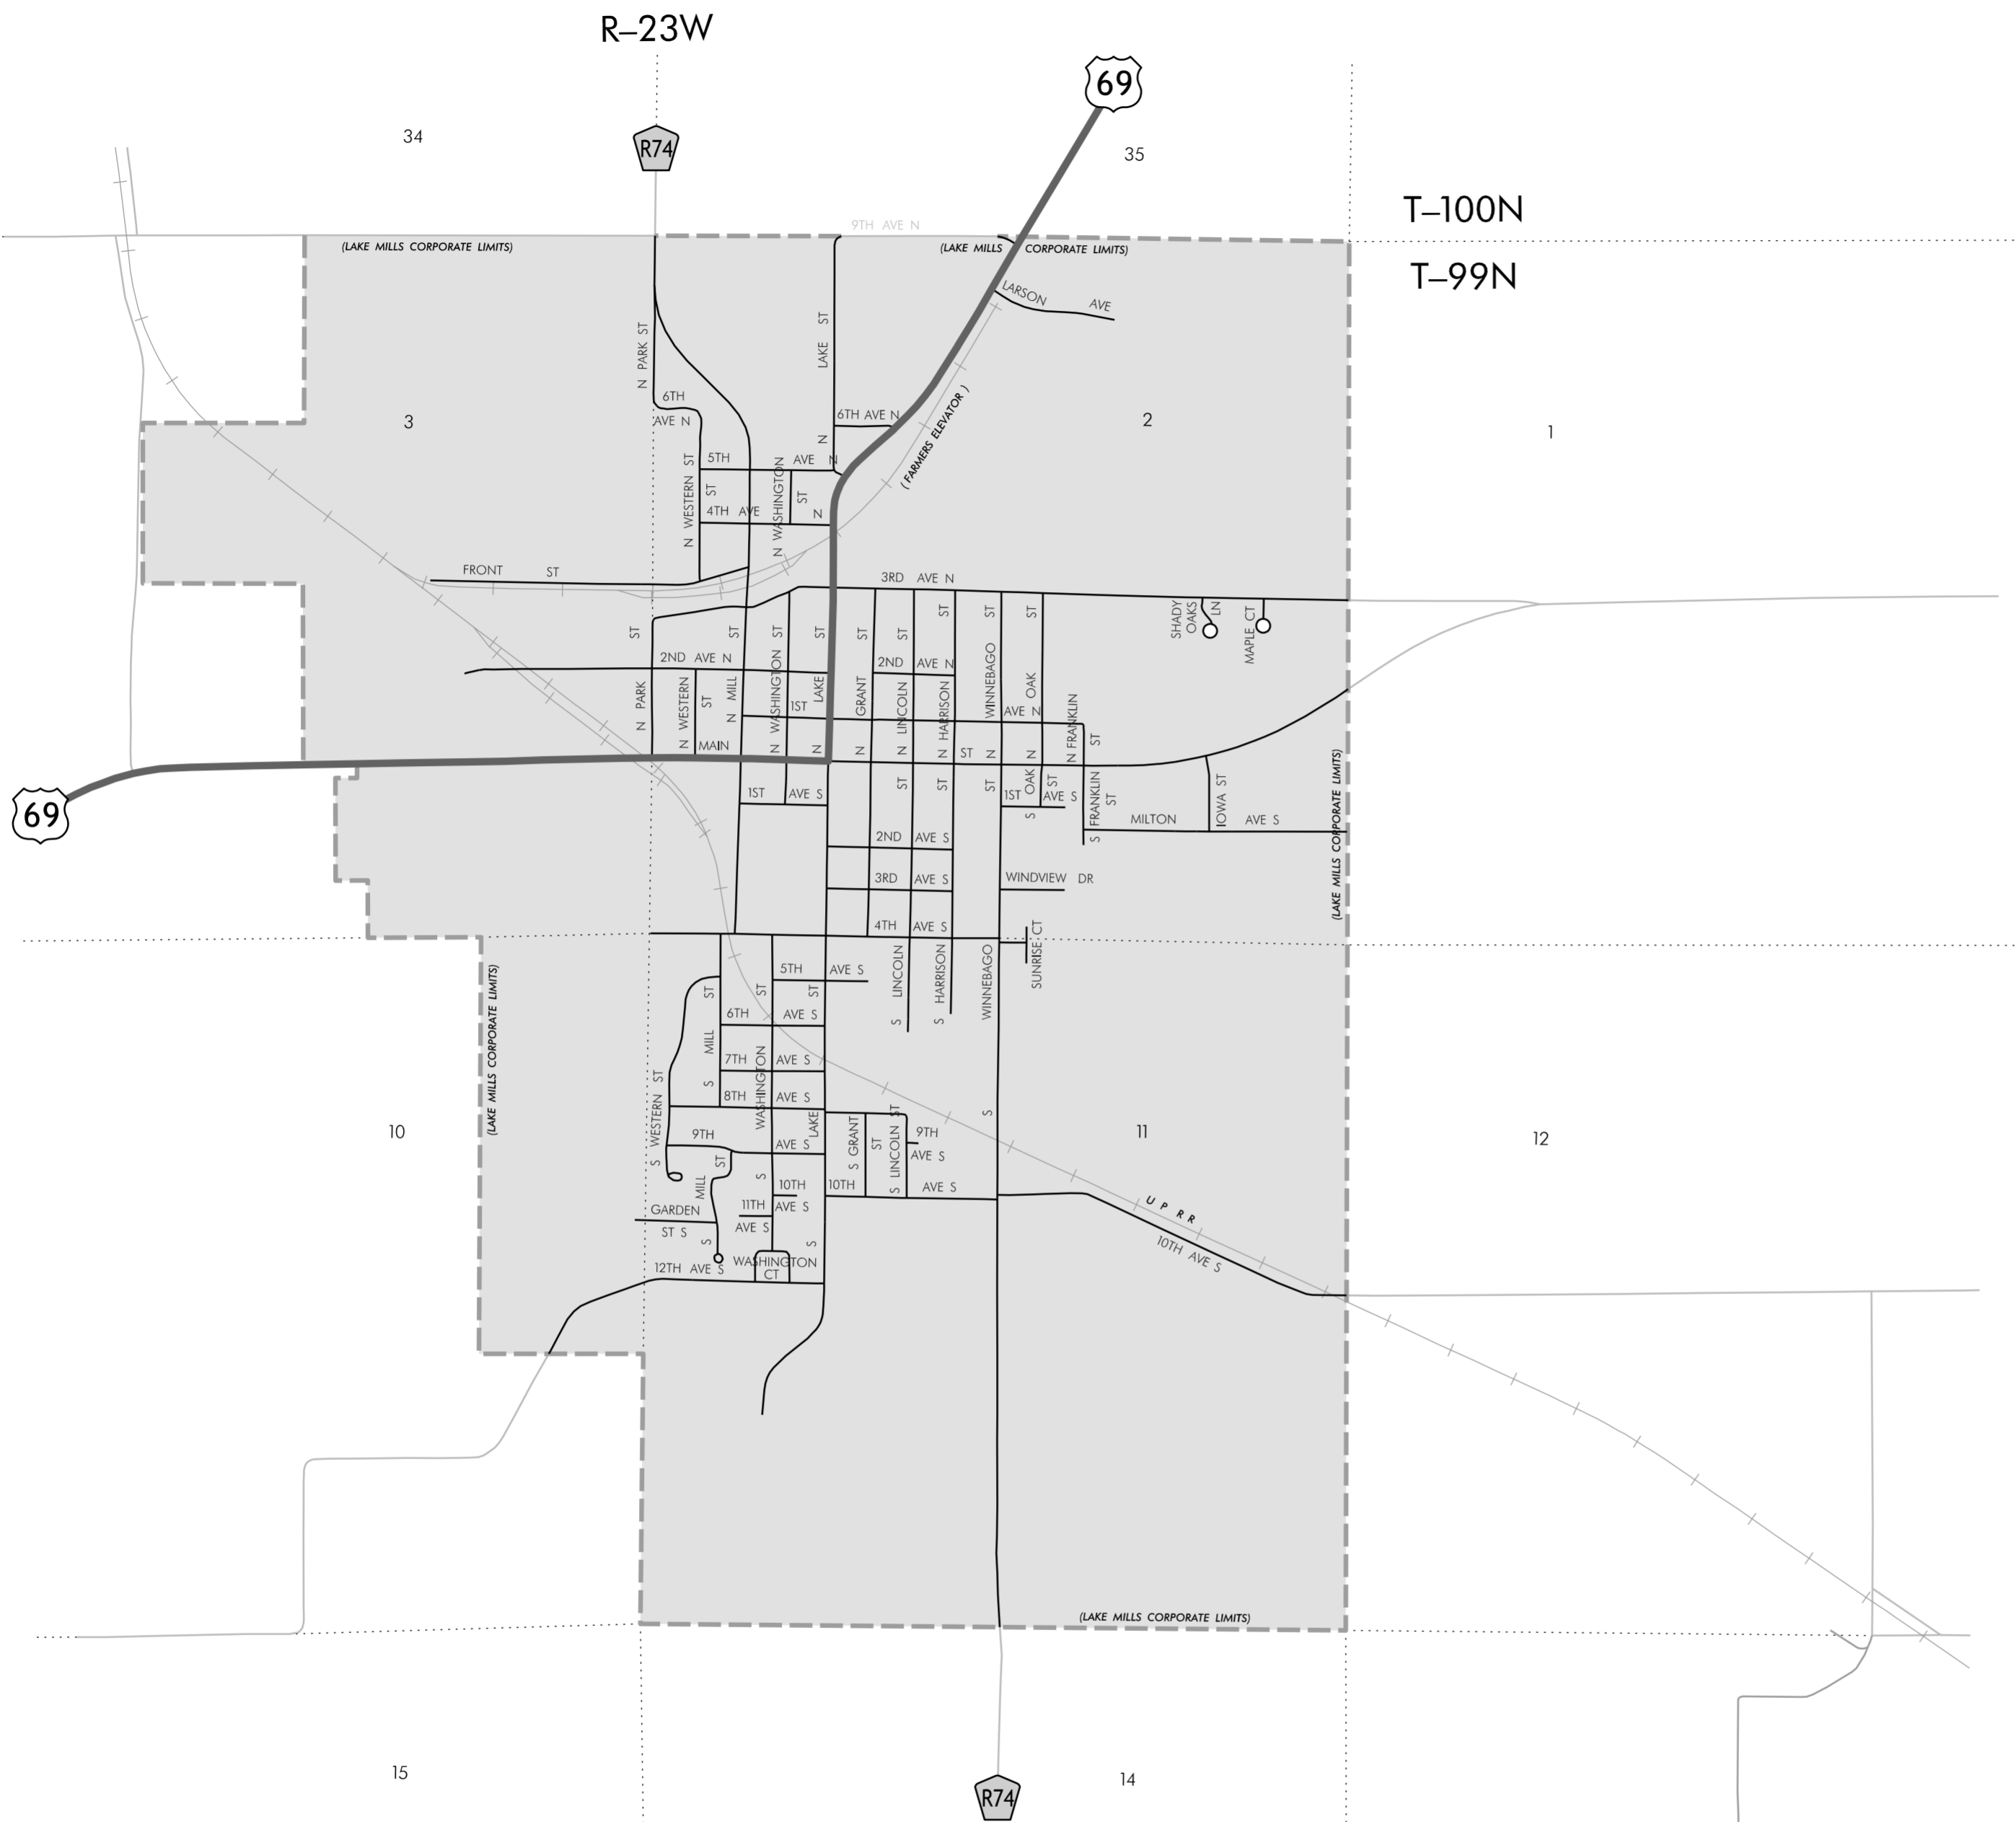 R–23W
69
34
R74
35
T–100N
9TH AVE N
(LAKE MILLS CORPORATE LIMITS)
(LAKE MILLS CORPORATE LIMITS)
T–99N
LARSON AVE
N PARK ST
N LAKE ST
6TH
AVE N
6TH AVE N
(FARMERS ELEVATOR)
3
2
1
5TH AVE N
N WESTERN ST
ST
N WASHINGTON ST
4TH AVE N
FRONT ST
3RD AVE N
SHADY
OAKS LN
MAPLE CT
N PARK ST
2ND AVE N
N WESTERN ST
N MILL ST
N WASHINGTON ST
N LAKE ST
N GRANT ST
2ND AVE N
N LINCOLN ST
N HARRISON ST
N WINNEBAGO ST
N OAK ST
1ST AVE N
N FRANKLIN ST
MAIN ST
69
1ST AVE S
1ST AVE S
S OAK ST
S FRANKLIN ST
IOWA ST
MILTON AVE S
(LAKE MILLS CORPORATE LIMITS)
2ND AVE S
3RD AVE S
WINDVIEW DR
4TH AVE S
SUNRISE CT
S LINCOLN ST
S HARRISON ST
S WINNEBAGO ST
(LAKE MILLS CORPORATE LIMITS)
5TH AVE S
S MILL ST
S WASHINGTON ST
S LAKE ST
6TH AVE S
7TH AVE S
8TH AVE S
S WESTERN ST
9TH AVE S
S GRANT ST
S LINCOLN ST
9TH
AVE S
10
11
12
S MILL ST
10TH
AVE S
10TH AVE S
11TH
AVE S
GARDEN
ST S
UPRR
10TH AVE S
WASHINGTON
CT
12TH AVE S
(LAKE MILLS CORPORATE LIMITS)
15
14
R74